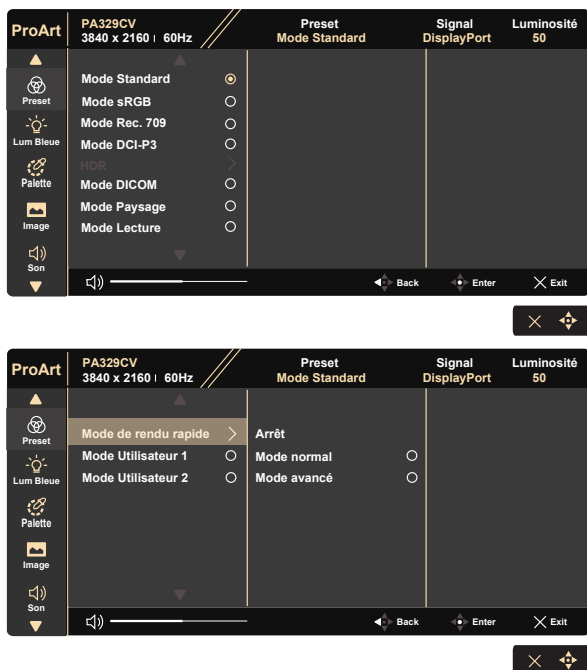 ProArt
PA329CV
3840 x 2160 60Hz
Preset
Mode Standard
Signal
DisplayPort
Luminosité
50
Preset
Lum Bleue
Palette
Image
Son
Mode Standard
Mode sRGB
Mode Rec. 709
Mode DCI-P3
HDR
Mode DICOM
Mode Paysage
Mode Lecture
Back
Enter
Exit
ProArt
PA329CV
3840 x 2160 60Hz
Preset
Mode Standard
Signal
DisplayPort
Luminosité
50
Preset
Lum Bleue
Palette
Image
Son
Mode de rendu rapide
Mode Utilisateur 1
Mode Utilisateur 2
Arrêt
Mode normal
Mode avancé
Back
Enter
Exit